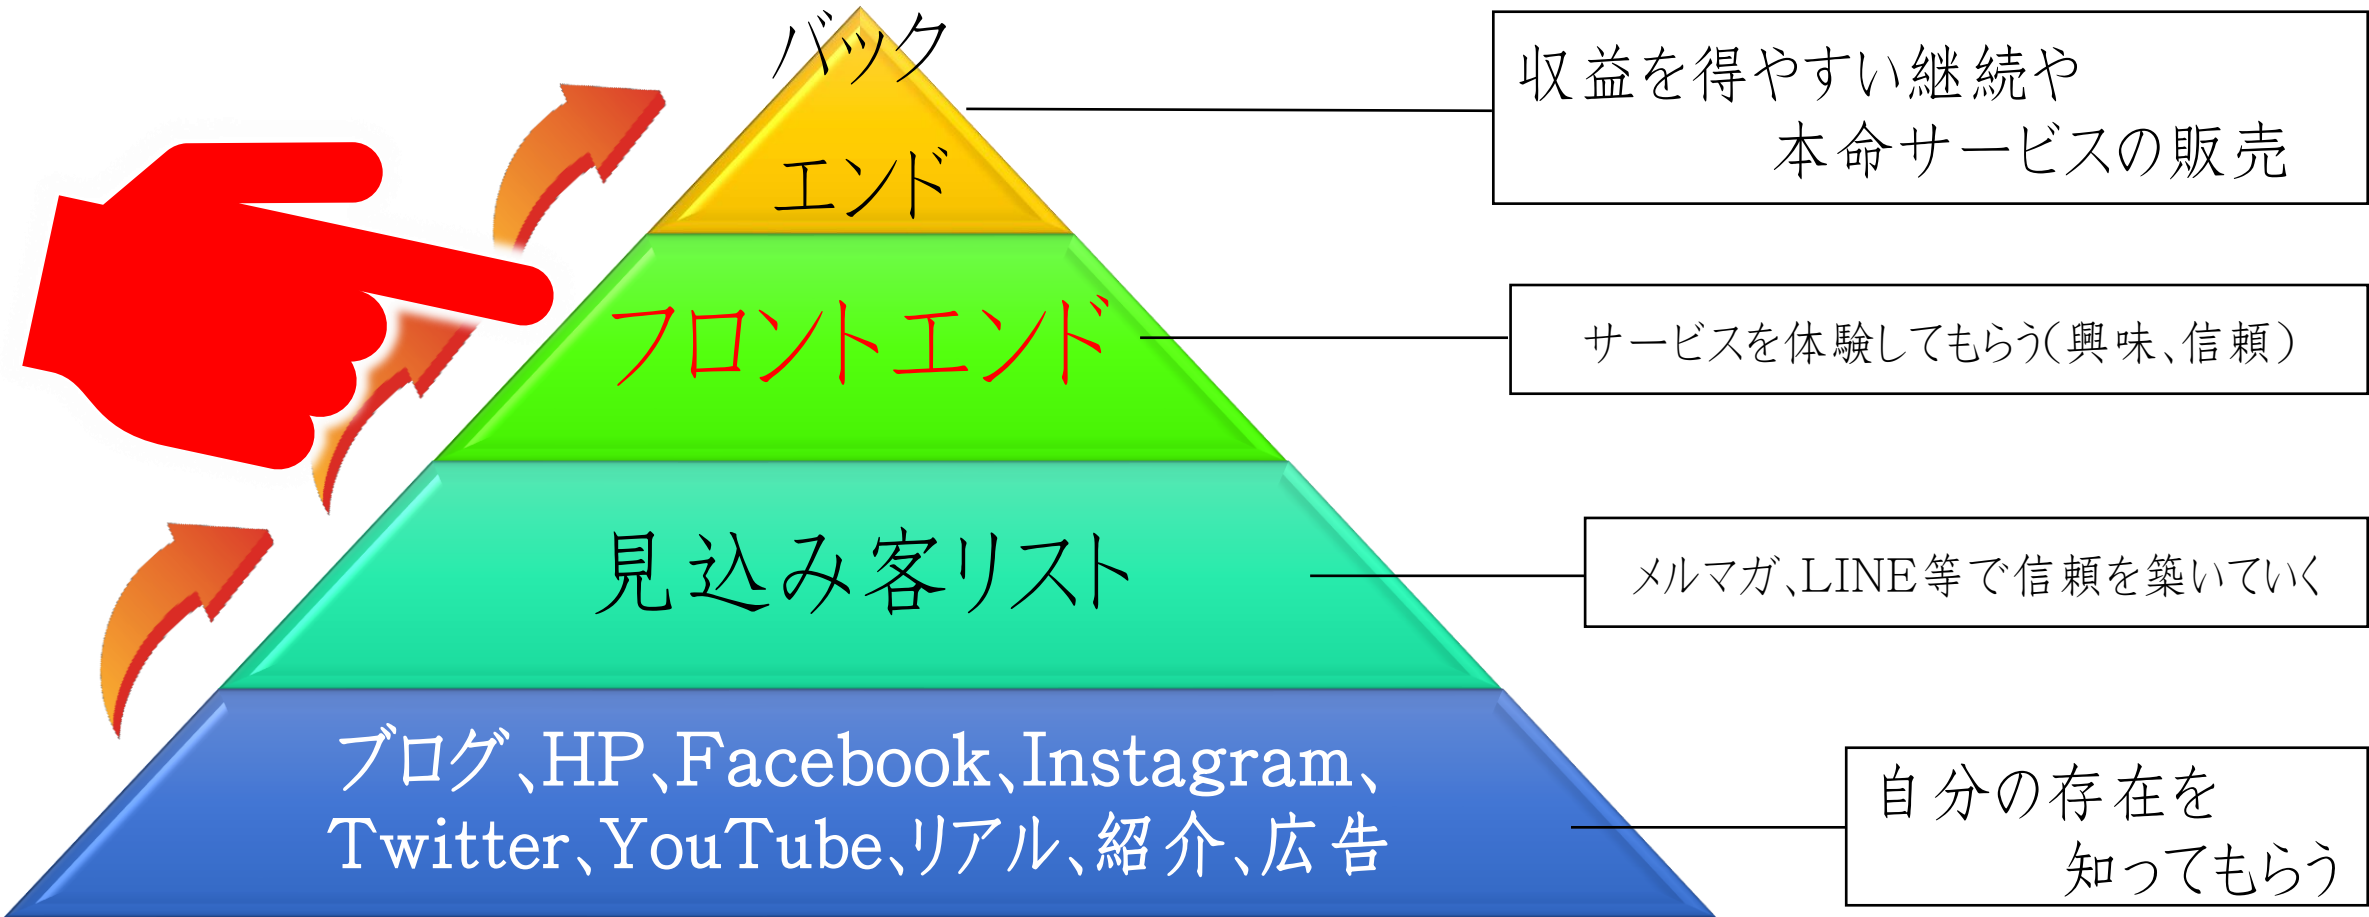 バック
エンド
収益を得やすい継続や
本命サービスの販売
フロントエンド
サービスを体験してもらう(興味、信頼)
見込み客リスト
メルマガ、LINE等で信頼を築いていく
ブログ、HP、Facebook、Instagram、
Twitter、YouTube、リアル、紹介、広告
自分の存在を
知ってもらう